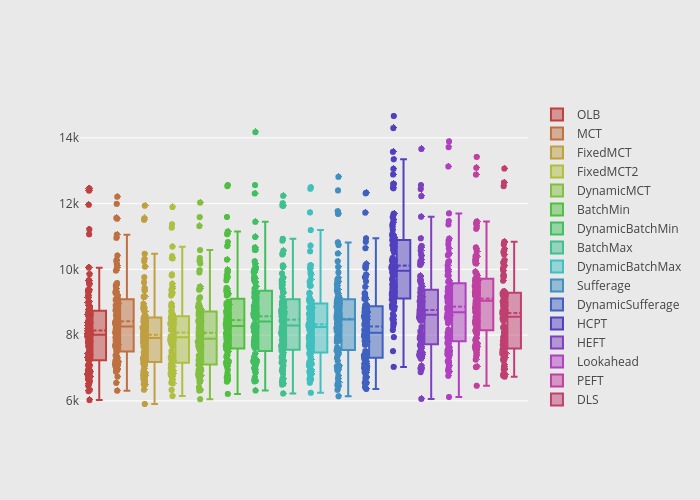 14k
12k
10k
8k
6k
OLB
MCT
FixedMCT
FixedMCT2
DynamicMCT
BatchMin
DynamicBatchMin
BatchMax
DynamicBatchMax
Sufferage
DynamicSufferage
HCPT
HEFT
Lookahead
PEFT
DLS